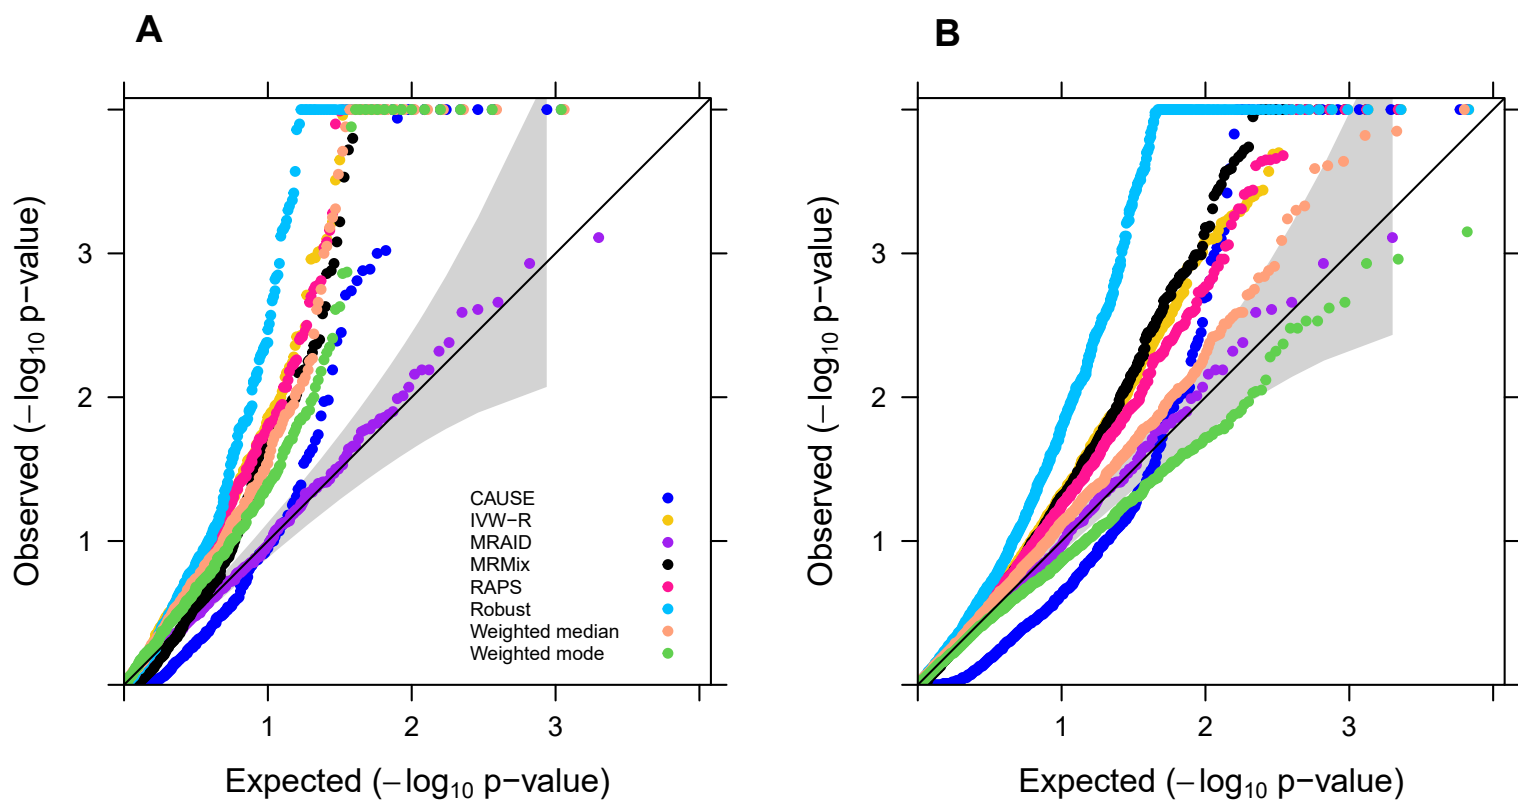 A
B
Observed (−log10 p−value)
3
2
1
CAUSE
IVW−R
MRAID
MRMix
RAPS
Robust
Weighted median
Weighted mode
1 2 3
Expected (−log10 p−value)
Observed (−log10 p−value)
3
2
1
1 2 3
Expected (−log10 p−value)